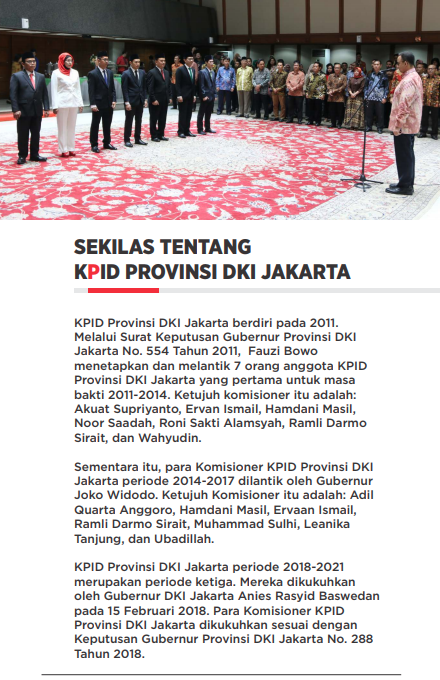 SEKILAS TENTANG
KPID PROVINSI DKI JAKARTA
KPID Provinsi DKI Jakarta berdiri pada 2011.
Melalui Surat Keputusan Gubernur Provinsi DKI
Jakarta No. 554 Tahun 2011,  Fauzi Bowo
menetapkan dan melantik 7 orang anggota KPID
Provinsi DKI Jakarta yang pertama untuk masa
bakti 2011-2014. Ketujuh komisioner itu adalah:
Akuat Supriyanto, Ervan Ismail, Hamdani Masil,
Noor Saadah, Roni Sakti Alamsyah, Ramli Darmo
Sirait, dan Wahyudin.
Sementara itu, para Komisioner KPID Provinsi DKI
Jakarta periode 2014-2017 dilantik oleh Gubernur
Joko Widodo. Ketujuh Komisioner itu adalah: Adil
Quarta Anggoro, Hamdani Masil, Ervaan Ismail,
Ramli Darmo Sirait, Muhammad Sulhi, Leanika
Tanjung, dan Ubadillah.
KPID Provinsi DKI Jakarta periode 2018-2021
merupakan periode ketiga. Mereka dikukuhkan
oleh Gubernur DKI Jakarta Anies Rasyid Baswedan
pada 15 Februari 2018. Para Komisioner KPID
Provinsi DKI Jakarta dikukuhkan sesuai dengan
Keputusan Gubernur Provinsi DKI Jakarta No. 288
Tahun 2018.